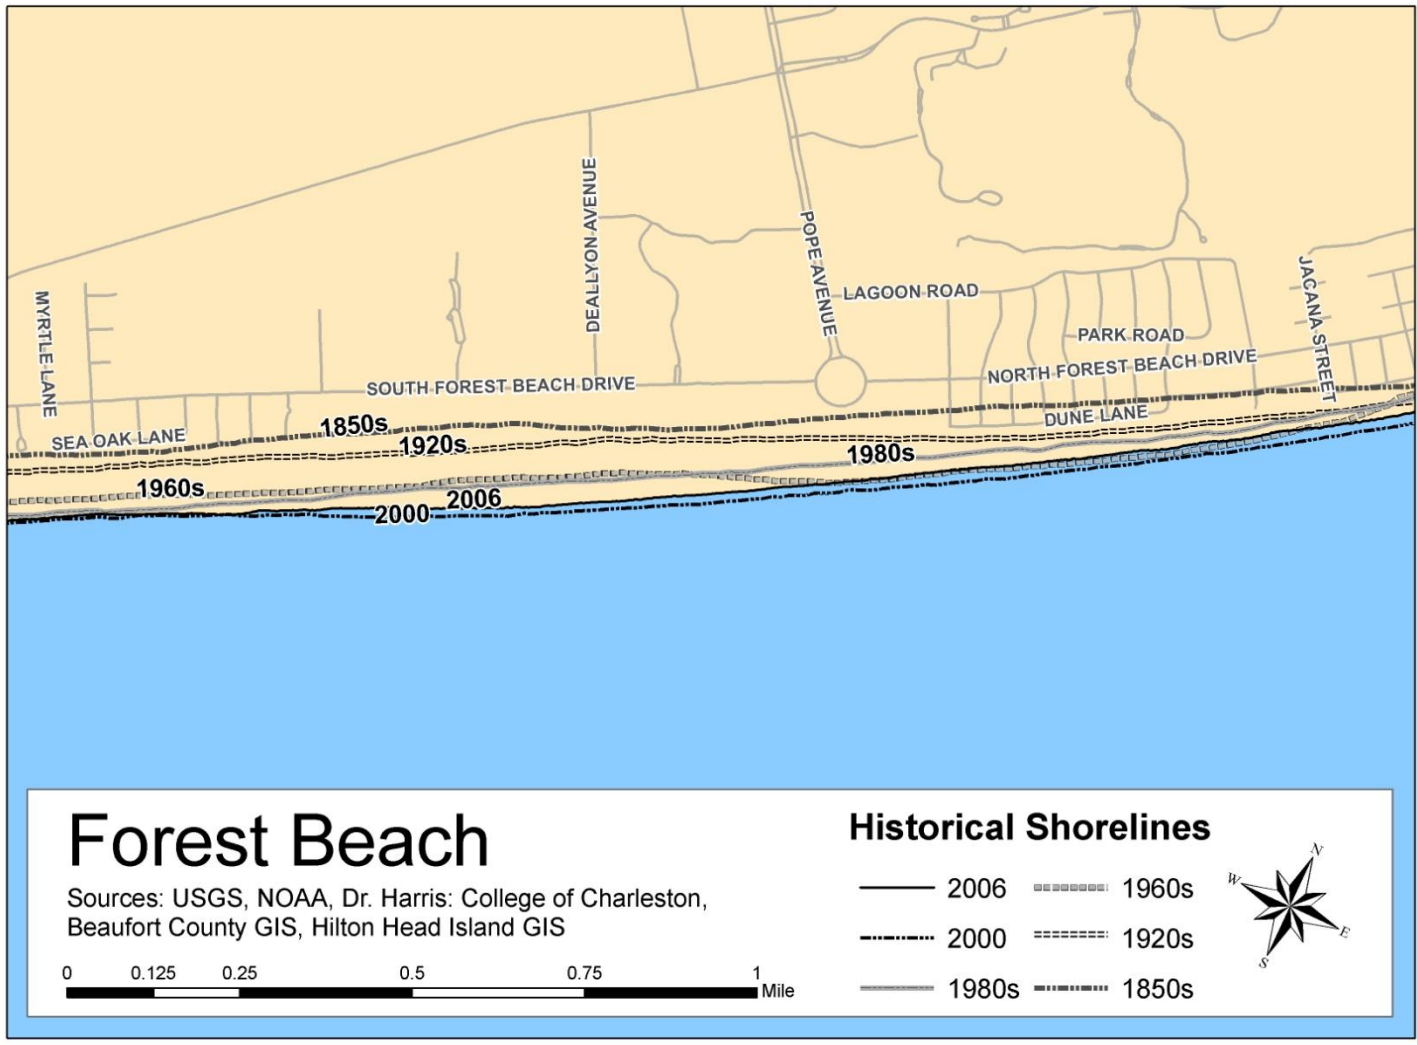 DEALLYON AVENUE
POPE AVENUE
LAGOON ROAD
JACANA STREET
MYRTLE LANE
PARK ROAD
NORTH FOREST BEACH DRIVE
SOUTH FOREST BEACH DRIVE
DUNE LANE
SEA OAK LANE
1850s
1920s
1980s
1960s
2006
2000
Forest Beach
Sources: USGS, NOAA, Dr. Harris: College of Charleston,
Beaufort County GIS, Hilton Head Island GIS
0 0.125 0.25 0.5 0.75 1
Mile
Historical Shorelines
2006 1960s
2000 1920s
1980s 1850s
N
W
E
S